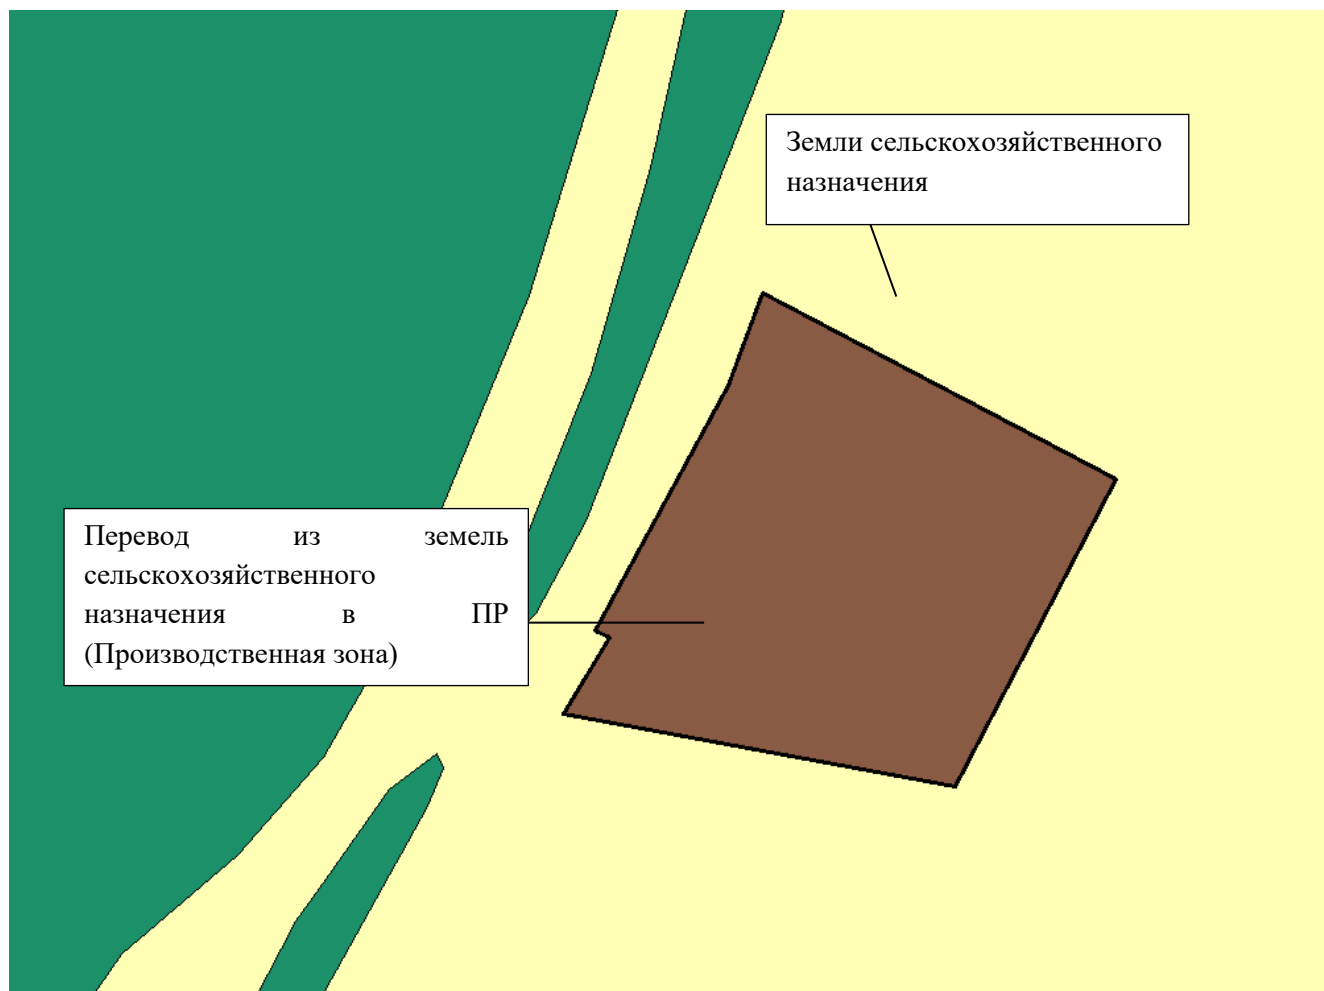 Земли сельскохозяйственного
назначения
Перевод из земель
сельскохозяйственного
назначения в ПР
(Производственная зона)